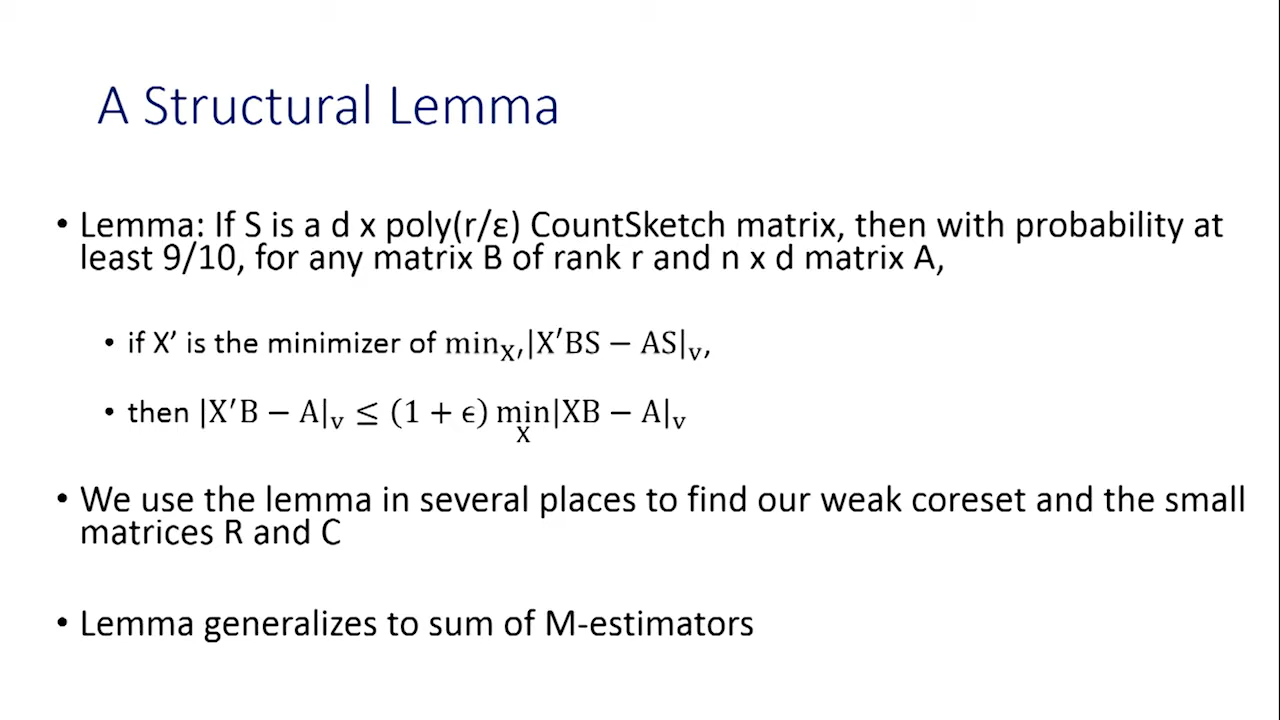 A Structural Lemma
• Lemma: If S is a d x poly(r/ε) CountSketch matrix, then with probability at
least 9/10, for any matrix B of rank r and n x d matrix A,
• if X’ is the minimizer of min_X′,|X′BS − AS|_v,
• then |X′B − A|_v ≤ (1 + ϵ) min_X|XB − A|_v
• We use the lemma in several places to find our weak coreset and the small
matrices R and C
• Lemma generalizes to sum of M-estimators